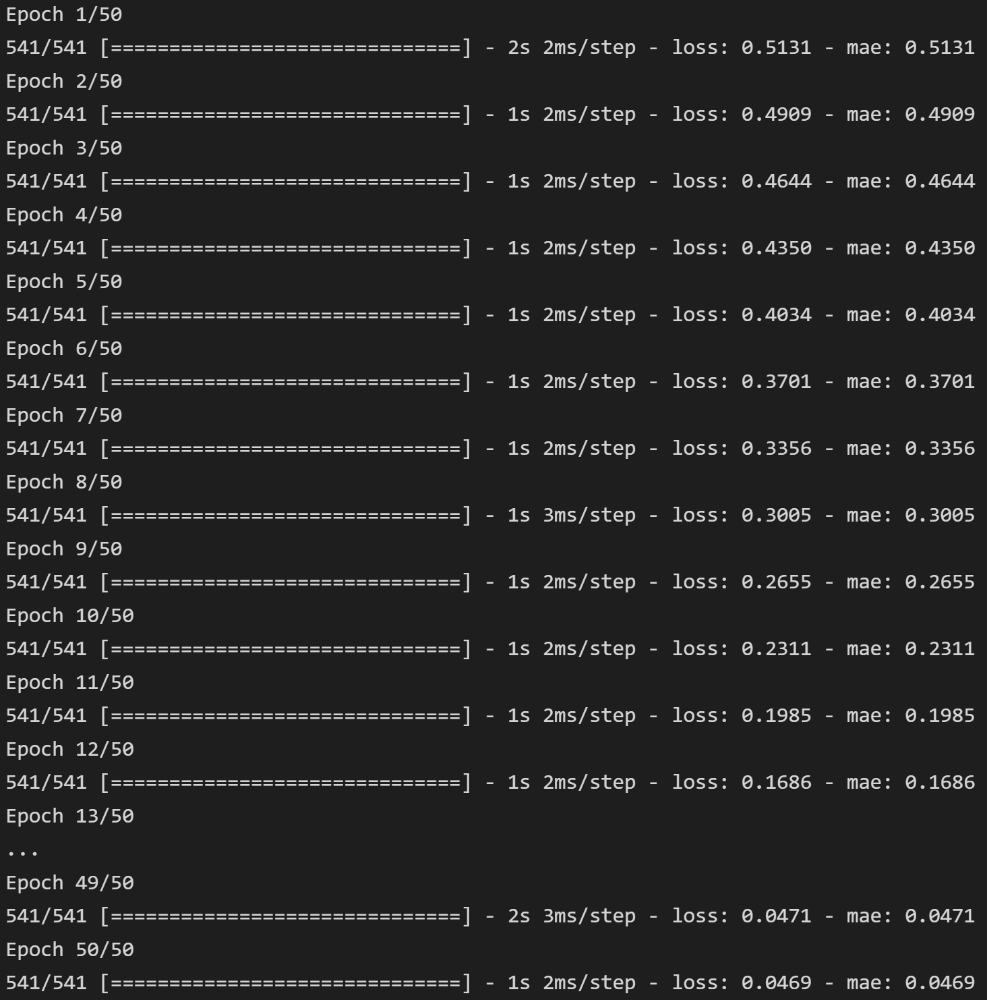 Epoch 1/50
541/541 [==============================] - 2s 2ms/step - loss: 0.5131 - mae: 0.5131
Epoch 2/50
541/541 [==============================] - 1s 2ms/step - loss: 0.4909 - mae: 0.4909
Epoch 3/50
541/541 [==============================] - 1s 2ms/step - loss: 0.4644 - mae: 0.4644
Epoch 4/50
541/541 [==============================] - 1s 2ms/step - loss: 0.4350 - mae: 0.4350
Epoch 5/50
541/541 [==============================] - 1s 2ms/step - loss: 0.4034 - mae: 0.4034
Epoch 6/50
541/541 [==============================] - 1s 2ms/step - loss: 0.3701 - mae: 0.3701
Epoch 7/50
541/541 [==============================] - 1s 2ms/step - loss: 0.3356 - mae: 0.3356
Epoch 8/50
541/541 [==============================] - 1s 3ms/step - loss: 0.3005 - mae: 0.3005
Epoch 9/50
541/541 [==============================] - 1s 2ms/step - loss: 0.2655 - mae: 0.2655
Epoch 10/50
541/541 [==============================] - 1s 2ms/step - loss: 0.2311 - mae: 0.2311
Epoch 11/50
541/541 [==============================] - 1s 2ms/step - loss: 0.1985 - mae: 0.1985
Epoch 12/50
541/541 [==============================] - 1s 2ms/step - loss: 0.1686 - mae: 0.1686
Epoch 13/50
...
Epoch 49/50
541/541 [==============================] - 2s 3ms/step - loss: 0.0471 - mae: 0.0471
Epoch 50/50
541/541 [==============================] - 1s 2ms/step - loss: 0.0469 - mae: 0.0469